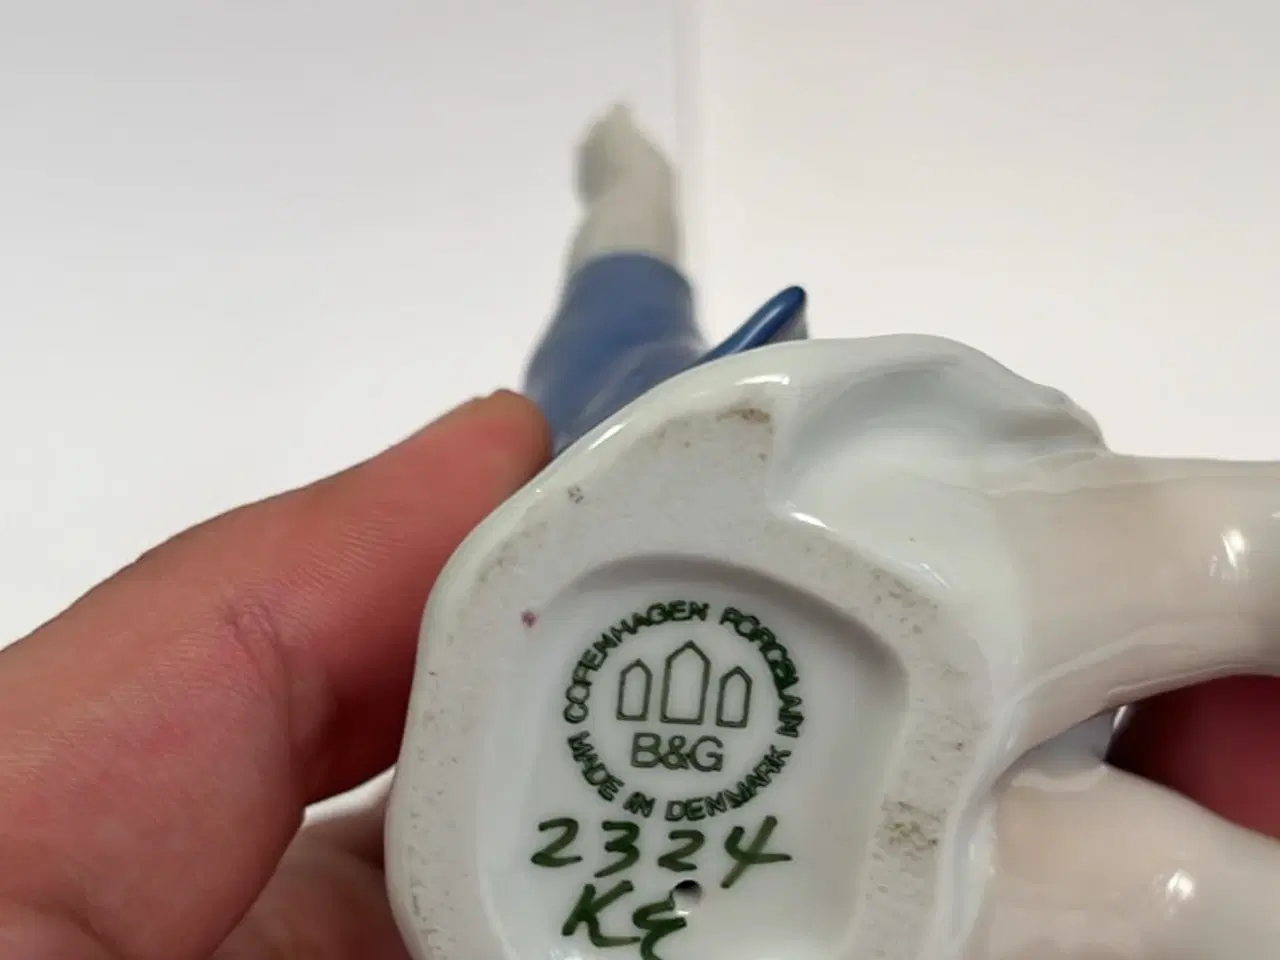 COPENHAGEN PORCELAIN
B&G
MADE IN DENMARK
2324
KE